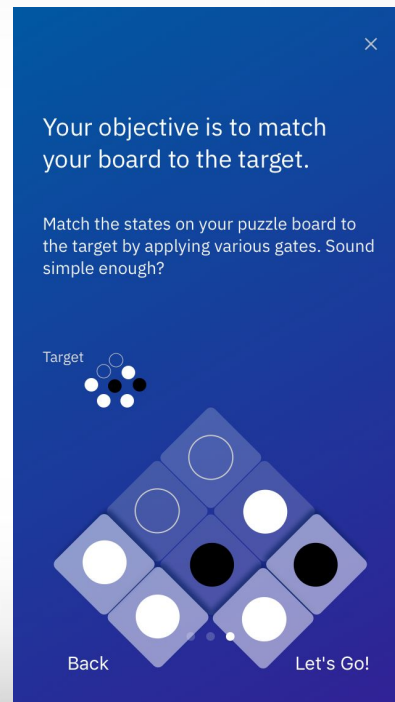 Your objective is to match
your board to the target.
Match the states on your puzzle board to
the target by applying various gates. Sound
simple enough?
Target
Back
Let's Go!